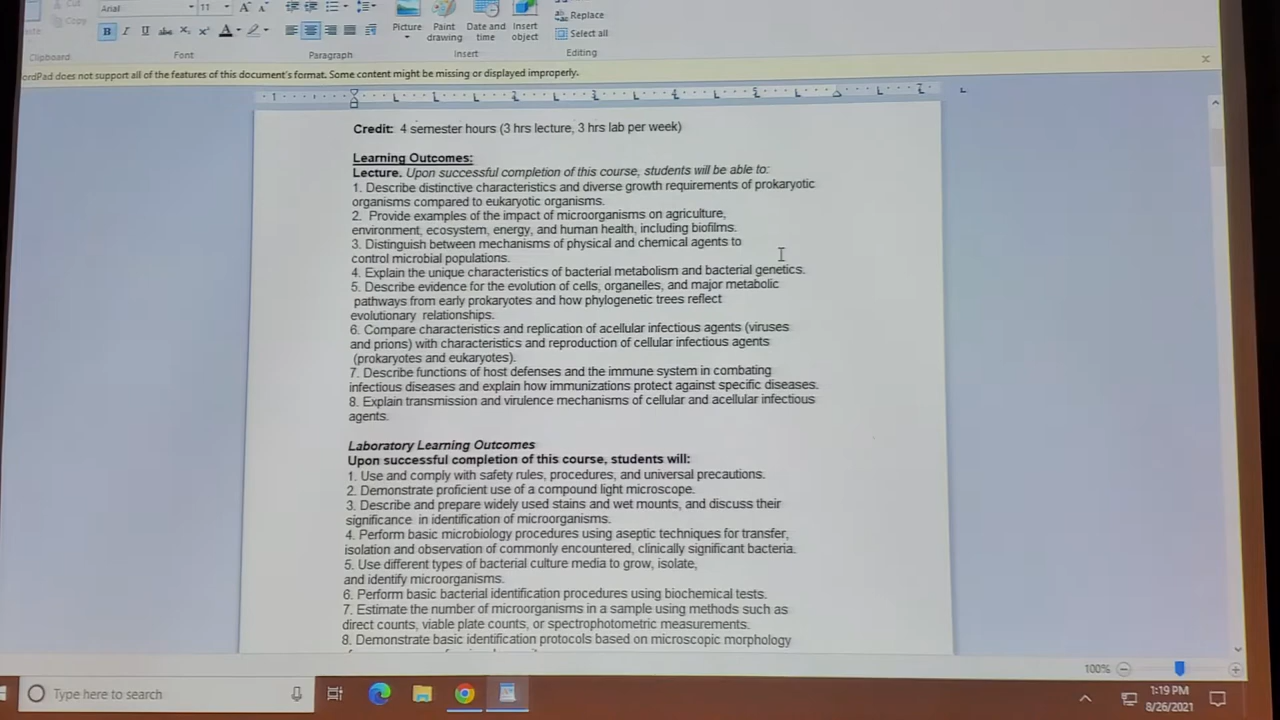 Cut
Copy
Arial
11
A A
B I U abc X₂ X² A
Picture
Paint drawing
Date and time
Insert object
Replace
Select all
Clipboard
Font
Paragraph
Insert
Editing
ordPad does not support all of the features of this document's format. Some content might be missing or displayed improperly.
Credit: 4 semester hours (3 hrs lecture, 3 hrs lab per week)
Learning Outcomes:
Lecture. Upon successful completion of this course, students will be able to:
1. Describe distinctive characteristics and diverse growth requirements of prokaryotic
organisms compared to eukaryotic organisms.
2. Provide examples of the impact of microorganisms on agriculture,
environment, ecosystem, energy, and human health, including biofilms.
3. Distinguish between mechanisms of physical and chemical agents to
control microbial populations.
4. Explain the unique characteristics of bacterial metabolism and bacterial genetics.
5. Describe evidence for the evolution of cells, organelles, and major metabolic
pathways from early prokaryotes and how phylogenetic trees reflect
evolutionary relationships.
6. Compare characteristics and replication of acellular infectious agents (viruses
and prions) with characteristics and reproduction of cellular infectious agents
(prokaryotes and eukaryotes).
7. Describe functions of host defenses and the immune system in combating
infectious diseases and explain how immunizations protect against specific diseases.
8. Explain transmission and virulence mechanisms of cellular and acellular infectious
agents.
Laboratory Learning Outcomes
Upon successful completion of this course, students will:
1. Use and comply with safety rules, procedures, and universal precautions.
2. Demonstrate proficient use of a compound light microscope.
3. Describe and prepare widely used stains and wet mounts, and discuss their
significance in identification of microorganisms.
4. Perform basic microbiology procedures using aseptic techniques for transfer,
isolation and observation of commonly encountered, clinically significant bacteria.
5. Use different types of bacterial culture media to grow, isolate,
and identify microorganisms.
6. Perform basic bacterial identification procedures using biochemical tests.
7. Estimate the number of microorganisms in a sample using methods such as
direct counts, viable plate counts, or spectrophotometric measurements.
8. Demonstrate basic identification protocols based on microscopic morphology
100%
Type here to search
1:19 PM
8/26/2021